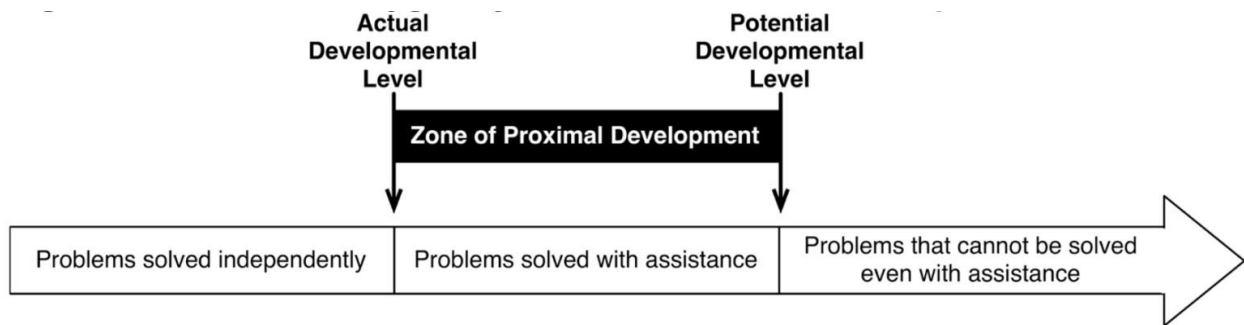 Actual
Developmental
Level
Potential
Developmental
Level
Zone of Proximal Development
Problems solved independently
Problems solved with assistance
Problems that cannot be solved
even with assistance